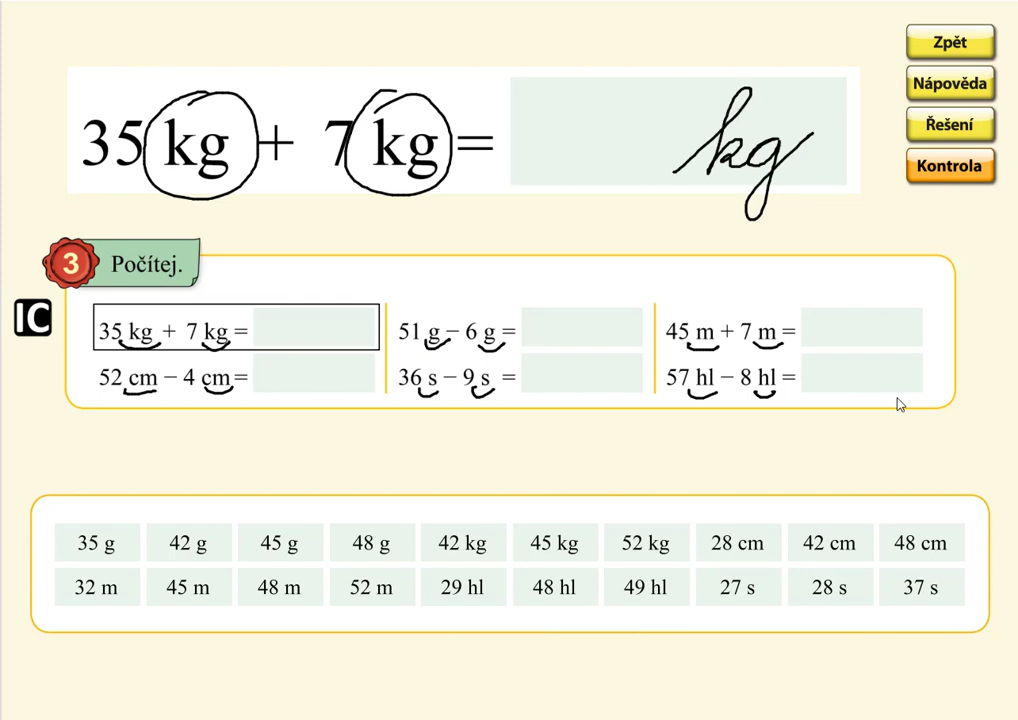 Zpět
Nápověda
Řešení
Kontrola
35 kg + 7 kg = kg
3 Počítej.
IC
35 kg + 7 kg =
51 g − 6 g =
45 m + 7 m =
52 cm − 4 cm =
36 s − 9 s =
57 hl − 8 hl =
35 g 42 g 45 g 48 g 42 kg 45 kg 52 kg 28 cm 42 cm 48 cm
32 m 45 m 48 m 52 m 29 hl 48 hl 49 hl 27 s 28 s 37 s